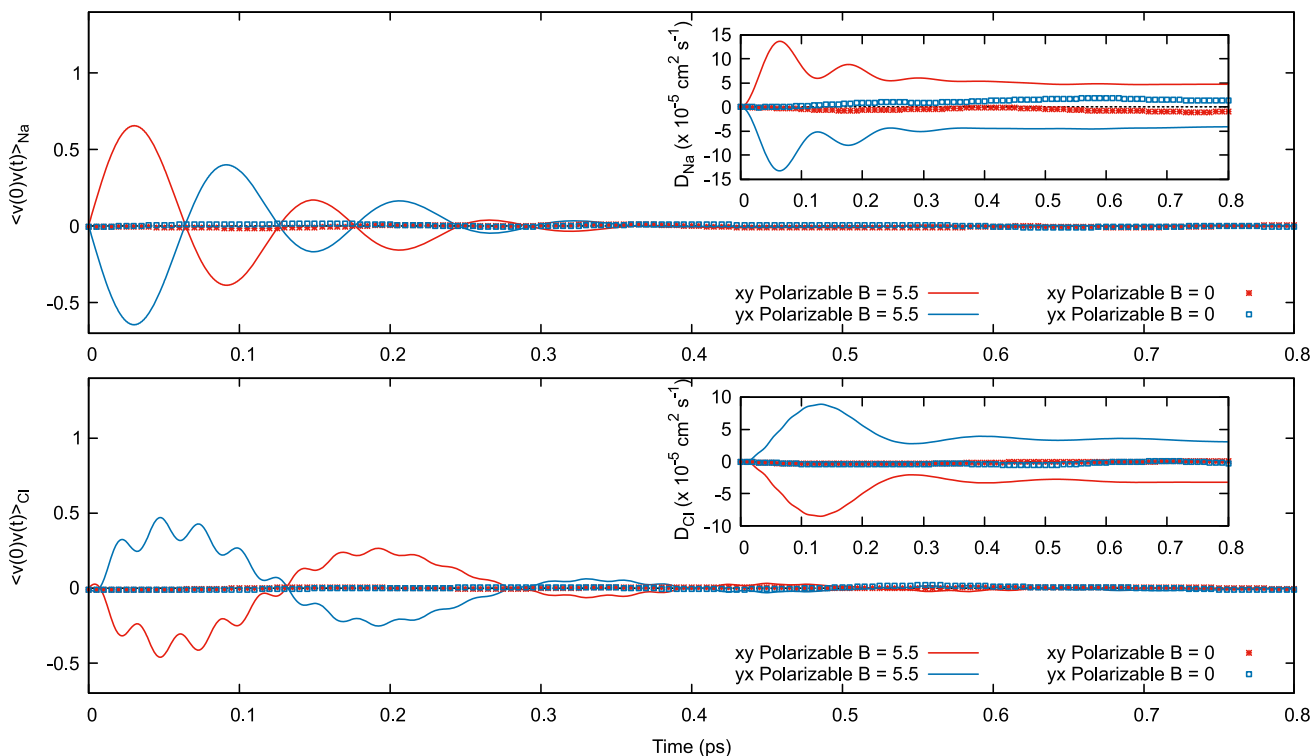 <v(0)v(t)>Na
1
0.5
0
-0.5
0 0.1 0.2 0.3 0.4 0.5 0.6 0.7 0.8
DNa (x 10-5 cm2 s-1)
15
10
5
0
-5
-10
-15
0 0.1 0.2 0.3 0.4 0.5 0.6 0.7 0.8
xy Polarizable B = 5.5 xy Polarizable B = 0
yx Polarizable B = 5.5 yx Polarizable B = 0
<v(0)v(t)>Cl
1
0.5
0
-0.5
0 0.1 0.2 0.3 0.4 0.5 0.6 0.7 0.8
DCl (x 10-5 cm2 s-1)
10
5
0
-5
-10
0 0.1 0.2 0.3 0.4 0.5 0.6 0.7 0.8
xy Polarizable B = 5.5 xy Polarizable B = 0
yx Polarizable B = 5.5 yx Polarizable B = 0
Time (ps)